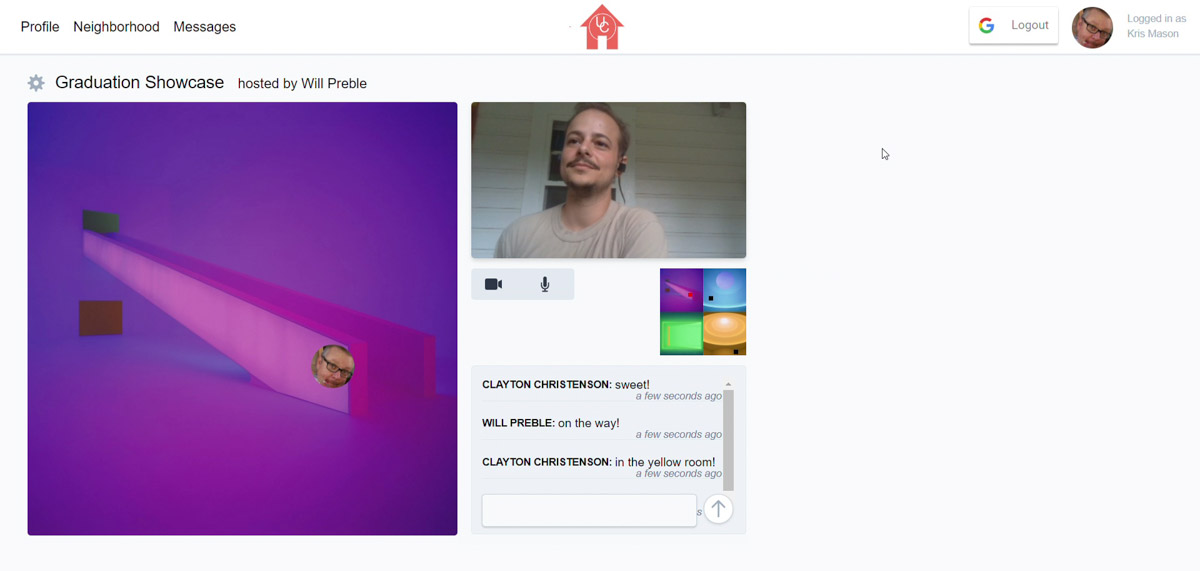 Profile Neighborhood Messages
UC
Logout
Logged in as
Kris Mason
Graduation Showcase hosted by Will Preble
CLAYTON CHRISTENSON: sweet!
a few seconds ago
WILL PREBLE: on the way!
a few seconds ago
CLAYTON CHRISTENSON: in the yellow room!
a few seconds ago
s